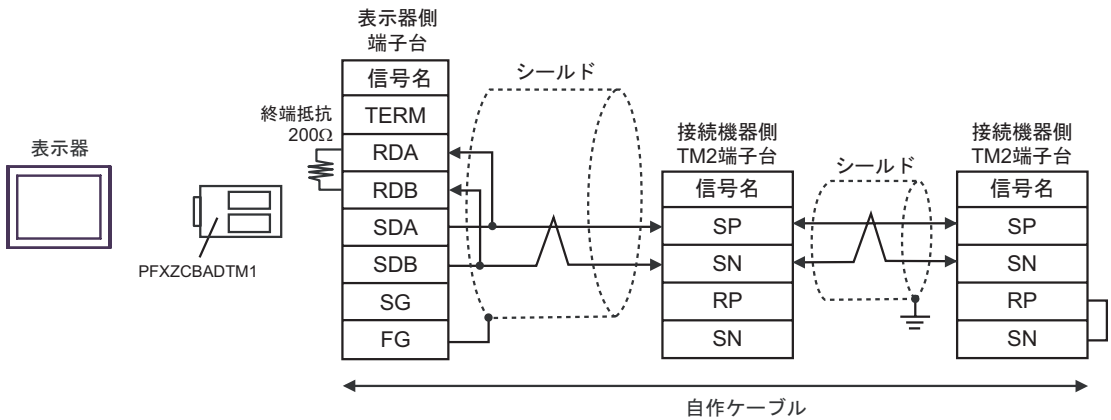 表示器
PFXZCBADTM1
表示器側
端子台
信号名
TERM
RDA
RDB
SDA
SDB
SG
FG
終端抵抗
200Ω
シールド
接続機器側
TM2端子台
信号名
SP
SN
RP
SN
シールド
接続機器側
TM2端子台
信号名
SP
SN
RP
SN
自作ケーブル